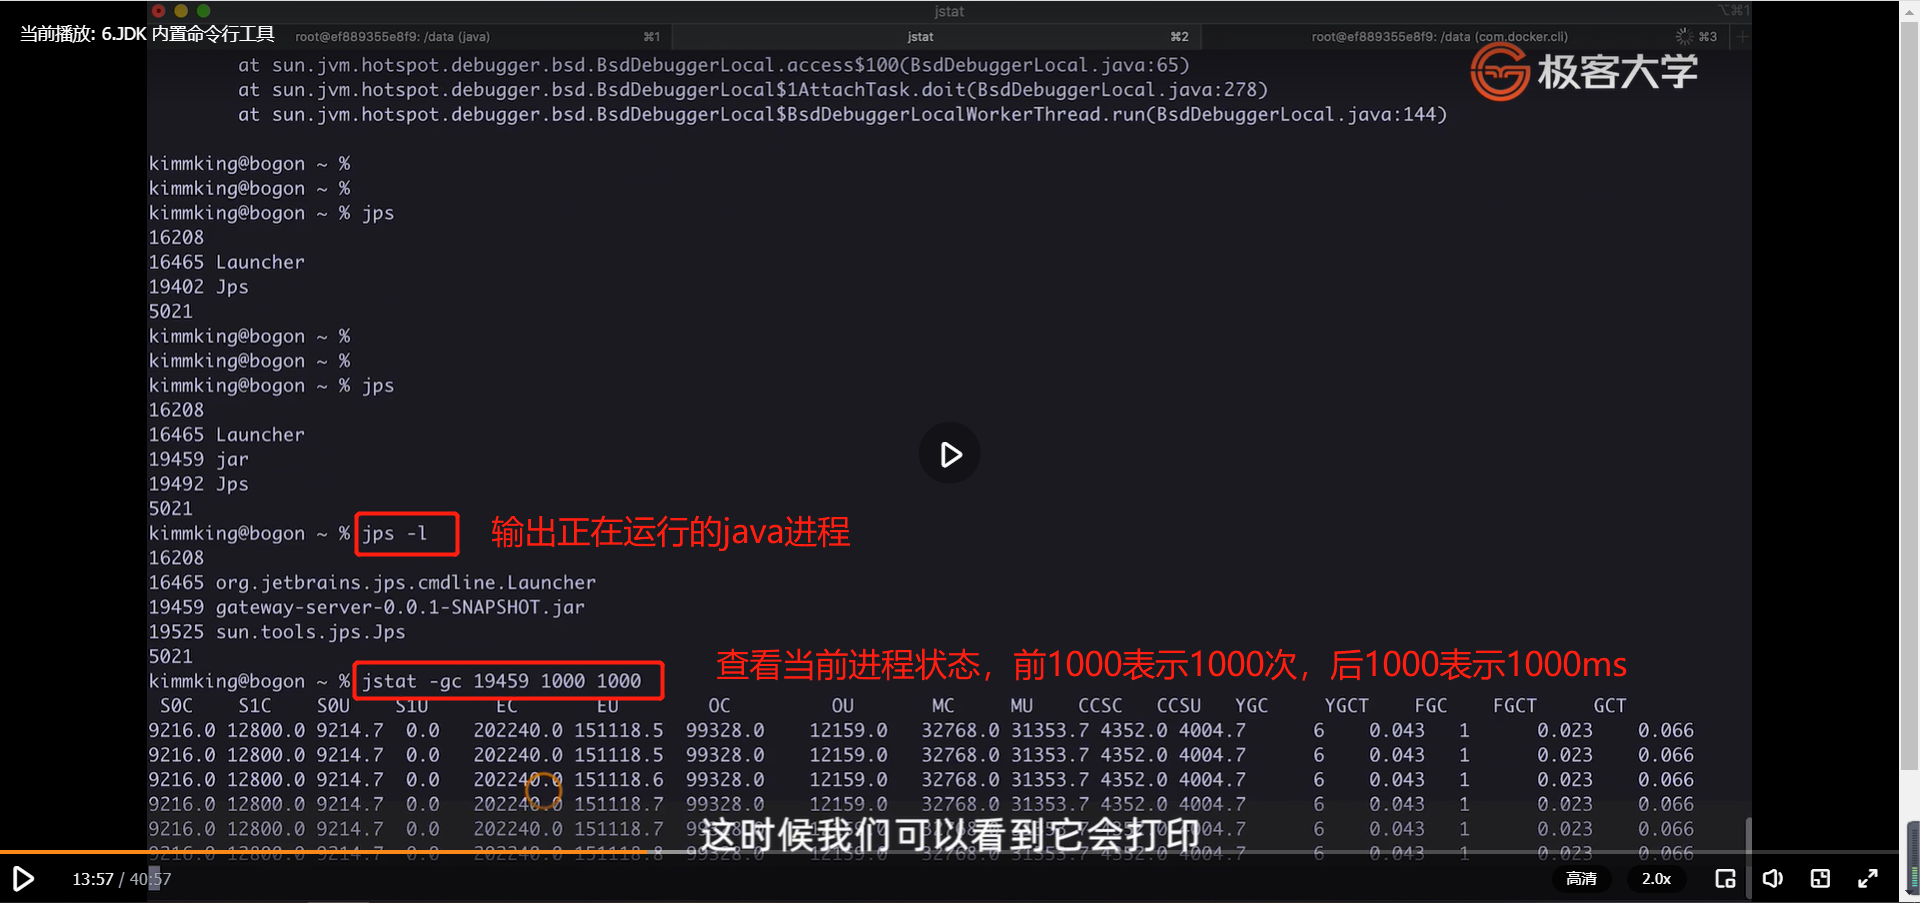 jstat
⌥⌘1
当前播放: 6.JDK 内置命令行工具
root@ef889355e8f9: /data (java) ⌘1
jstat ⌘2
root@ef889355e8f9: /data (com.docker.cli) ⌘3 +
极客大学
at sun.jvm.hotspot.debugger.bsd.BsdDebuggerLocal.access$100(BsdDebuggerLocal.java:65)
at sun.jvm.hotspot.debugger.bsd.BsdDebuggerLocal$1AttachTask.doit(BsdDebuggerLocal.java:278)
at sun.jvm.hotspot.debugger.bsd.BsdDebuggerLocal$BsdDebuggerLocalWorkerThread.run(BsdDebuggerLocal.java:144)
kimmking@bogon ~ %
kimmking@bogon ~ %
kimmking@bogon ~ % jps
16208
16465 Launcher
19402 Jps
5021
kimmking@bogon ~ %
kimmking@bogon ~ %
kimmking@bogon ~ % jps
16208
16465 Launcher
19459 jar
19492 Jps
5021
kimmking@bogon ~ % jps -l 输出正在运行的java进程
16208
16465 org.jetbrains.jps.cmdline.Launcher
19459 gateway-server-0.0.1-SNAPSHOT.jar
19525 sun.tools.jps.Jps
5021
查看当前进程状态，前1000表示1000次，后1000表示1000ms
kimmking@bogon ~ % jstat -gc 19459 1000 1000
S0C S1C S0U S1U EC EU OC OU MC MU CCSC CCSU YGC YGCT FGC FGCT GCT
9216.0 12800.0 9214.7 0.0 202240.0 151118.5 99328.0 12159.0 32768.0 31353.7 4352.0 4004.7 6 0.043 1 0.023 0.066
9216.0 12800.0 9214.7 0.0 202240.0 151118.5 99328.0 12159.0 32768.0 31353.7 4352.0 4004.7 6 0.043 1 0.023 0.066
9216.0 12800.0 9214.7 0.0 202240.0 151118.6 99328.0 12159.0 32768.0 31353.7 4352.0 4004.7 6 0.043 1 0.023 0.066
9216.0 12800.0 9214.7 0.0 202240.0 151118.7 99328.0 12159.0 32768.0 31353.7 4352.0 4004.7 6 0.043 1 0.023 0.066
9216.0 12800.0 9214.7 0.0 202240.0 151118.7 6 0.043 1 0.023 0.066
这时候我们可以看到它会打印
9216.0 12800.0 9214.7 0.0 202240.0 151118.8 6 0.043 1 0.023 0.066
13:57 / 40:57
高清
2.0x